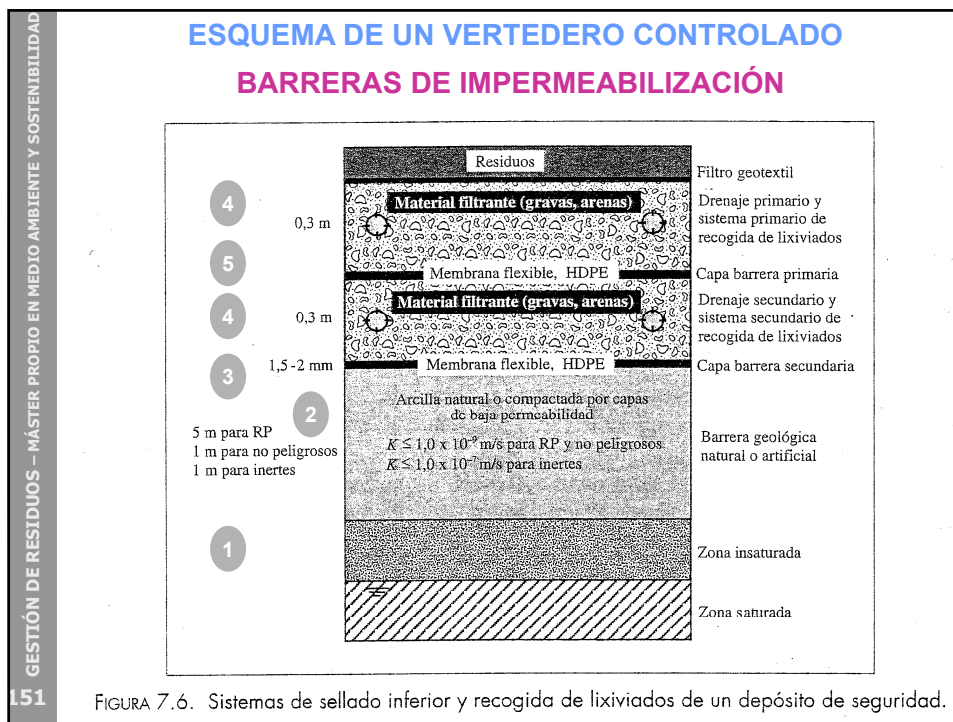 ESQUEMA DE UN VERTEDERO CONTROLADO
BARRERAS DE IMPERMEABILIZACIÓN
GESTIÓN DE RESIDUOS – MÁSTER PROPIO EN MEDIO AMBIENTE Y SOSTENIBILIDAD
Residuos
Filtro geotextil
4
0,3 m
Material filtrante (gravas, arenas)
Drenaje primario y
sistema primario de
recogida de lixiviados
5
Membrana flexible, HDPE
Capa barrera primaria
4
0,3 m
Material filtrante (gravas, arenas)
Drenaje secundario y
sistema secundario de
recogida de lixiviados
3
1,5-2 mm
Membrana flexible, HDPE
Capa barrera secundaria
2
Arcilla natural o compactada por capas
de baja permeabilidad
5 m para RP
1 m para no peligrosos
1 m para inertes
K ≤ 1,0 x 10⁻⁹ m/s para RP y no peligrosos
K ≤ 1,0 x 10⁻⁷ m/s para inertes
Barrera geológica
natural o artificial
1
Zona insaturada
Zona saturada
151
FIGURA 7.6. Sistemas de sellado inferior y recogida de lixiviados de un depósito de seguridad.